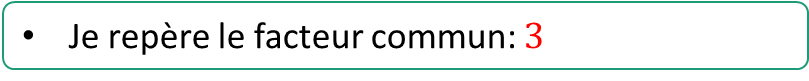 • Je repère le facteur commun: 3